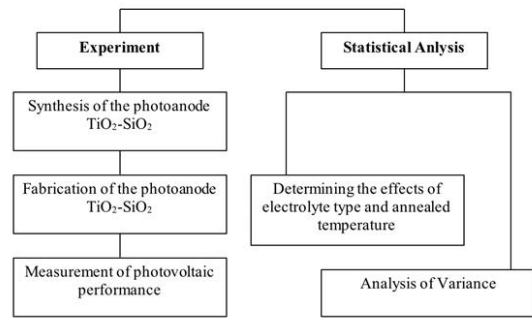 Experiment
Statistical Anlysis
Synthesis of the photoanode
TiO₂-SiO₂
Fabrication of the photoanode
TiO₂-SiO₂
Measurement of photovoltaic
performance
Determining the effects of
electrolyte type and annealed
temperature
Analysis of Variance